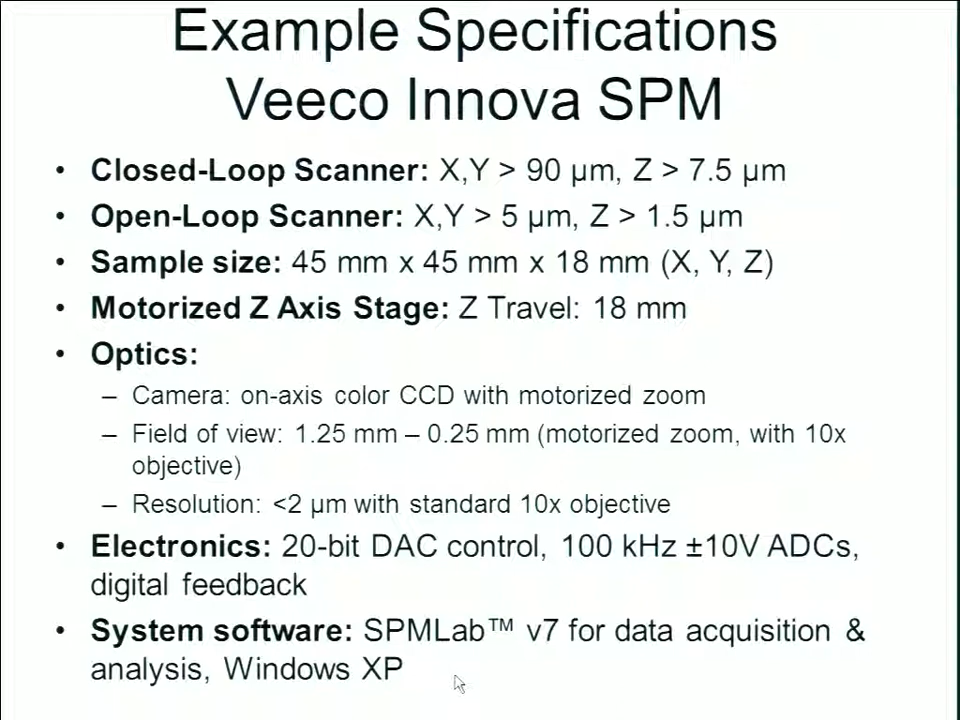 Example Specifications
Veeco Innova SPM
• Closed-Loop Scanner: X,Y > 90 µm, Z > 7.5 µm
• Open-Loop Scanner: X,Y > 5 µm, Z > 1.5 µm
• Sample size: 45 mm x 45 mm x 18 mm (X, Y, Z)
• Motorized Z Axis Stage: Z Travel: 18 mm
• Optics:
– Camera: on-axis color CCD with motorized zoom
– Field of view: 1.25 mm – 0.25 mm (motorized zoom, with 10x
objective)
– Resolution: <2 µm with standard 10x objective
• Electronics: 20-bit DAC control, 100 kHz ±10V ADCs,
digital feedback
• System software: SPMLab™ v7 for data acquisition &
analysis, Windows XP